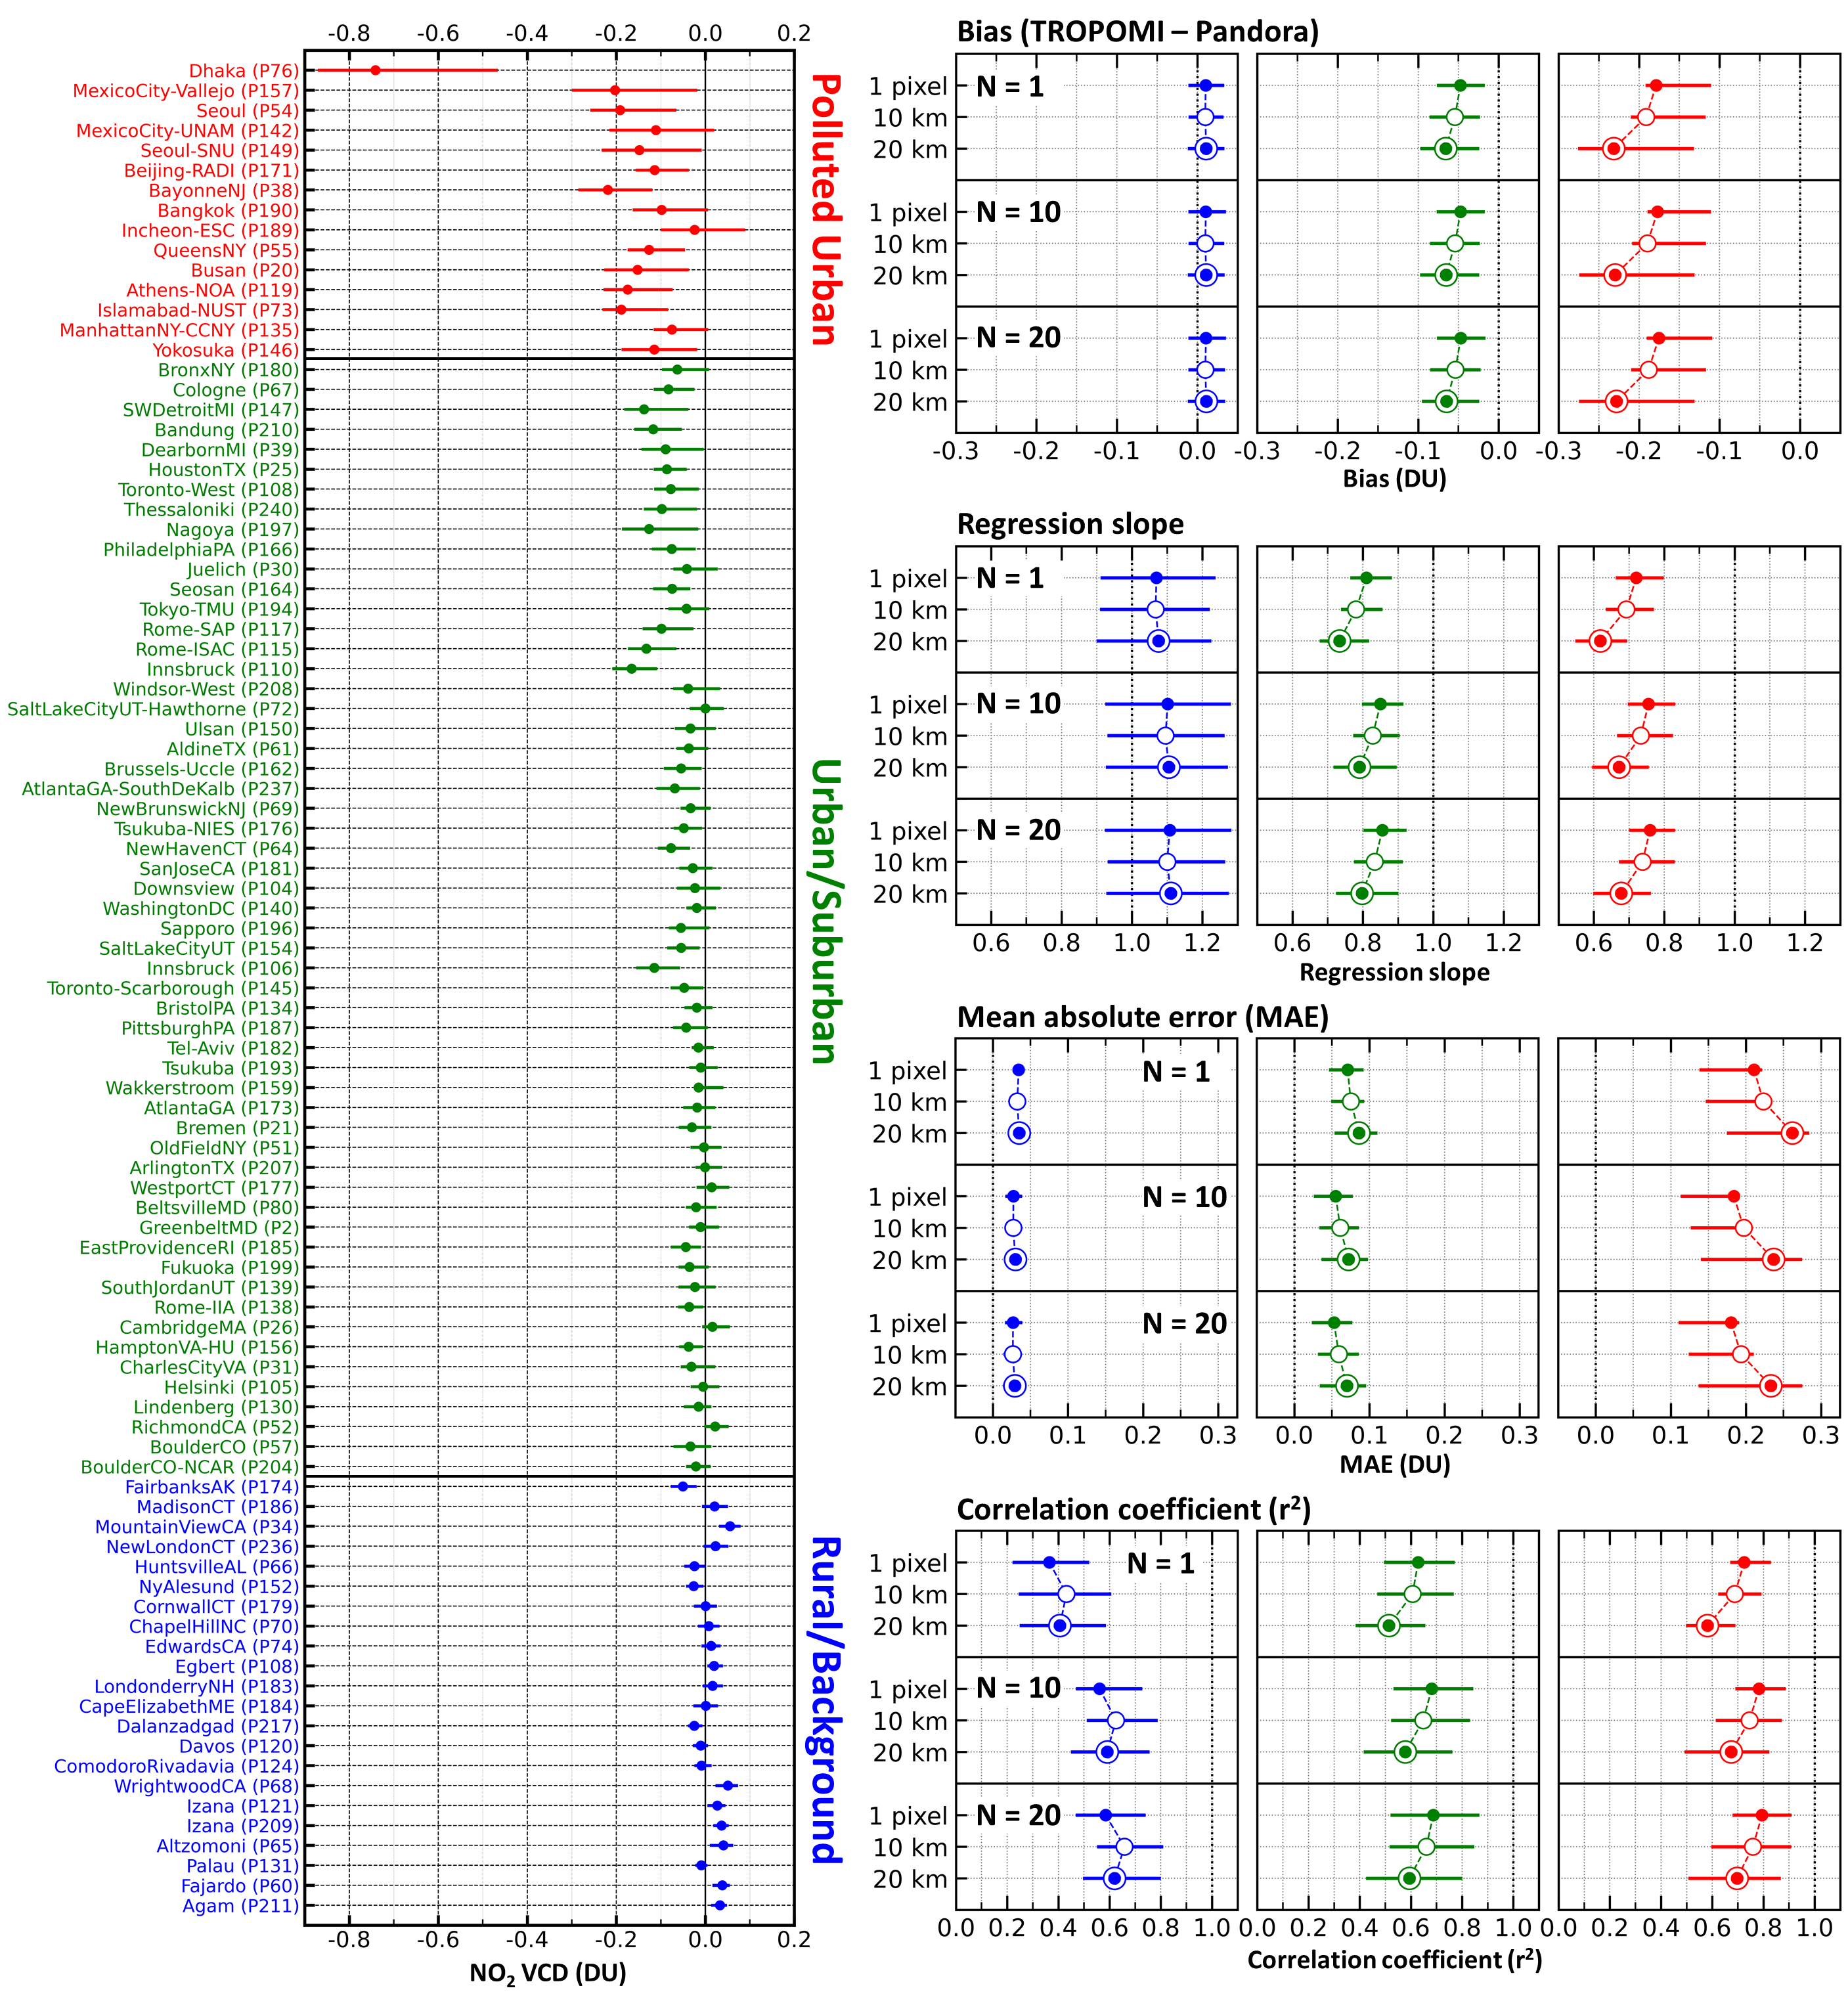 -0.8 -0.6 -0.4 -0.2 0.0 0.2
Dhaka (P76)
MexicoCity-Vallejo (P157)
Seoul (P54)
MexicoCity-UNAM (P142)
Seoul-SNU (P149)
Beijing-RADI (P171)
BayonneNJ (P38)
Bangkok (P190)
Incheon-ESC (P189)
QueensNY (P55)
Busan (P20)
Athens-NOA (P119)
Islamabad-NUST (P73)
ManhattanNY-CCNY (P135)
Yokosuka (P146)
Polluted Urban
BronxNY (P180)
Cologne (P67)
SWDetroitMI (P147)
Bandung (P210)
DearbornMI (P39)
HoustonTX (P25)
Toronto-West (P108)
Thessaloniki (P240)
Nagoya (P197)
PhiladelphiaPA (P166)
Juelich (P30)
Seosan (P164)
Tokyo-TMU (P194)
Rome-SAP (P117)
Rome-ISAC (P115)
Innsbruck (P110)
Windsor-West (P208)
SaltLakeCityUT-Hawthorne (P72)
Ulsan (P150)
AldineTX (P61)
Brussels-Uccle (P162)
AtlantaGA-SouthDeKalb (P237)
NewBrunswickNJ (P69)
Tsukuba-NIES (P176)
NewHavenCT (P64)
SanJoseCA (P181)
Downsview (P104)
WashingtonDC (P140)
Sapporo (P196)
SaltLakeCityUT (P154)
Innsbruck (P106)
Toronto-Scarborough (P145)
BristolPA (P134)
PittsburghPA (P187)
Tel-Aviv (P182)
Tsukuba (P193)
Wakkerstroom (P159)
AtlantaGA (P173)
Bremen (P21)
OldFieldNY (P51)
ArlingtonTX (P207)
WestportCT (P177)
BeltsvilleMD (P80)
GreenbeltMD (P2)
EastProvidenceRI (P185)
Fukuoka (P199)
SouthJordanUT (P139)
Rome-IIA (P138)
CambridgeMA (P26)
HamptonVA-HU (P156)
CharlesCityVA (P31)
Helsinki (P105)
Lindenberg (P130)
RichmondCA (P52)
BoulderCO (P57)
BoulderCO-NCAR (P204)
Urban/Suburban
FairbanksAK (P174)
MadisonCT (P186)
MountainViewCA (P34)
NewLondonCT (P236)
HuntsvilleAL (P66)
NyAlesund (P152)
CornwallCT (P179)
ChapelHillNC (P70)
EdwardsCA (P74)
Egbert (P108)
LondonderryNH (P183)
CapeElizabethME (P184)
Dalanzadgad (P217)
Davos (P120)
ComodoroRivadavia (P124)
WrightwoodCA (P68)
Izana (P121)
Izana (P209)
Altzomoni (P65)
Palau (P131)
Fajardo (P60)
Agam (P211)
Rural/Background
-0.8 -0.6 -0.4 -0.2 0.0 0.2
NO₂ VCD (DU)
Bias (TROPOMI – Pandora)
1 pixel N = 1
10 km
20 km
1 pixel N = 10
10 km
20 km
1 pixel N = 20
10 km
20 km
-0.3 -0.2 -0.1 0.0 -0.3 -0.2 -0.1 0.0 -0.3 -0.2 -0.1 0.0
Bias (DU)
Regression slope
1 pixel N = 1
10 km
20 km
1 pixel N = 10
10 km
20 km
1 pixel N = 20
10 km
20 km
0.6 0.8 1.0 1.2 0.6 0.8 1.0 1.2 0.6 0.8 1.0 1.2
Regression slope
Mean absolute error (MAE)
1 pixel N = 1
10 km
20 km
1 pixel N = 10
10 km
20 km
1 pixel N = 20
10 km
20 km
0.0 0.1 0.2 0.3 0.0 0.1 0.2 0.3 0.0 0.1 0.2 0.3
MAE (DU)
Correlation coefficient (r²)
1 pixel N = 1
10 km
20 km
1 pixel N = 10
10 km
20 km
1 pixel N = 20
10 km
20 km
0.0 0.2 0.4 0.6 0.8 1.0 0.0 0.2 0.4 0.6 0.8 1.0 0.0 0.2 0.4 0.6 0.8 1.0
Correlation coefficient (r²)